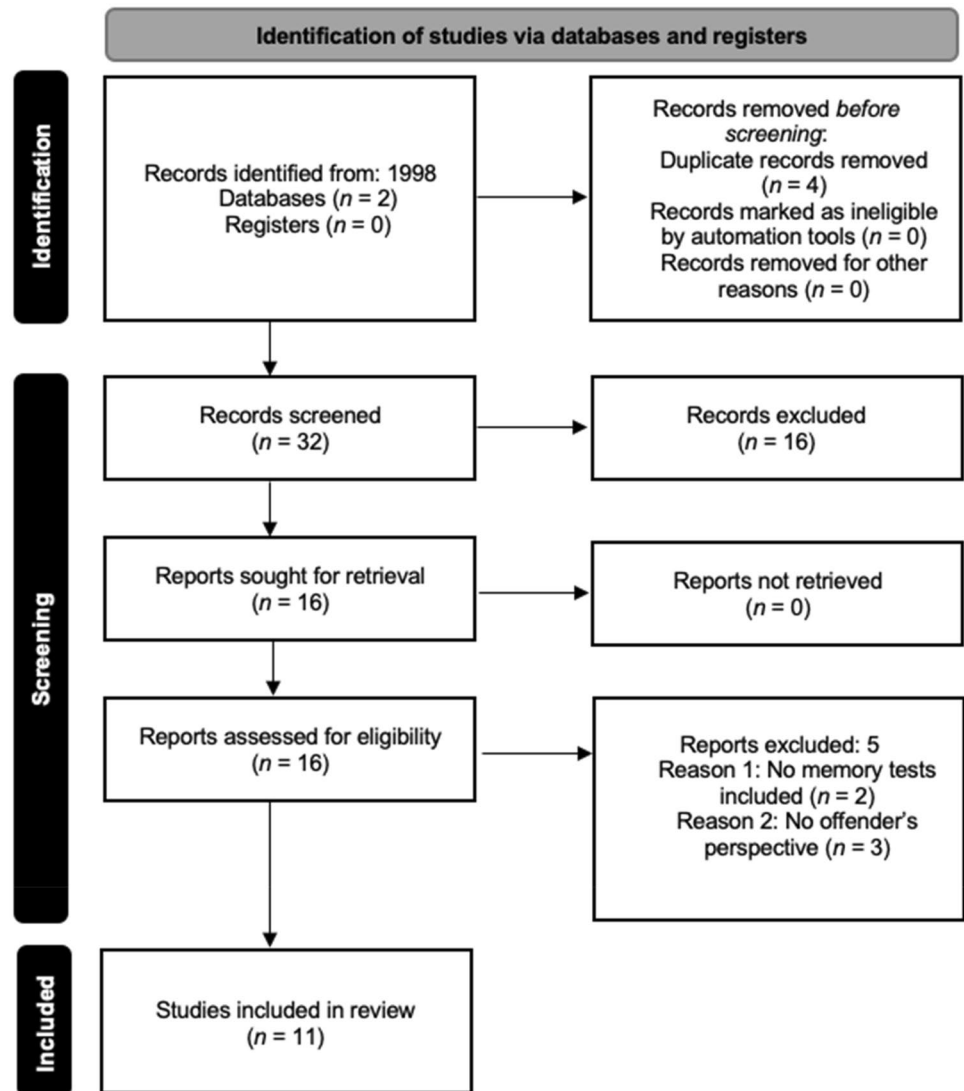 Identification of studies via databases and registers
Identification
Records identified from: 1998
Databases (n = 2)
Registers (n = 0)
Records removed before
screening:
Duplicate records removed
(n = 4)
Records marked as ineligible
by automation tools (n = 0)
Records removed for other
reasons (n = 0)
Screening
Records screened
(n = 32)
Records excluded
(n = 16)
Reports sought for retrieval
(n = 16)
Reports not retrieved
(n = 0)
Reports assessed for eligibility
(n = 16)
Reports excluded: 5
Reason 1: No memory tests
included (n = 2)
Reason 2: No offender's
perspective (n = 3)
Included
Studies included in review
(n = 11)